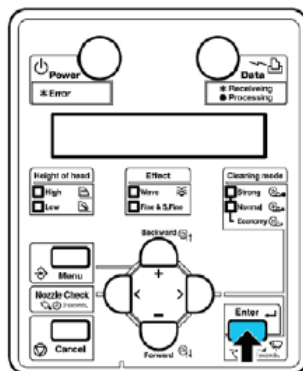 Power
Data
* Error
* Receiveing
● Processing
Height of head
High
Low
Effect
Wave
Fine & S.Fine
Cleaning mode
Strong
Normal
Economy
Backward
Menu
+
< >
−
Nozzle Check
Enter
Cancel
Forward